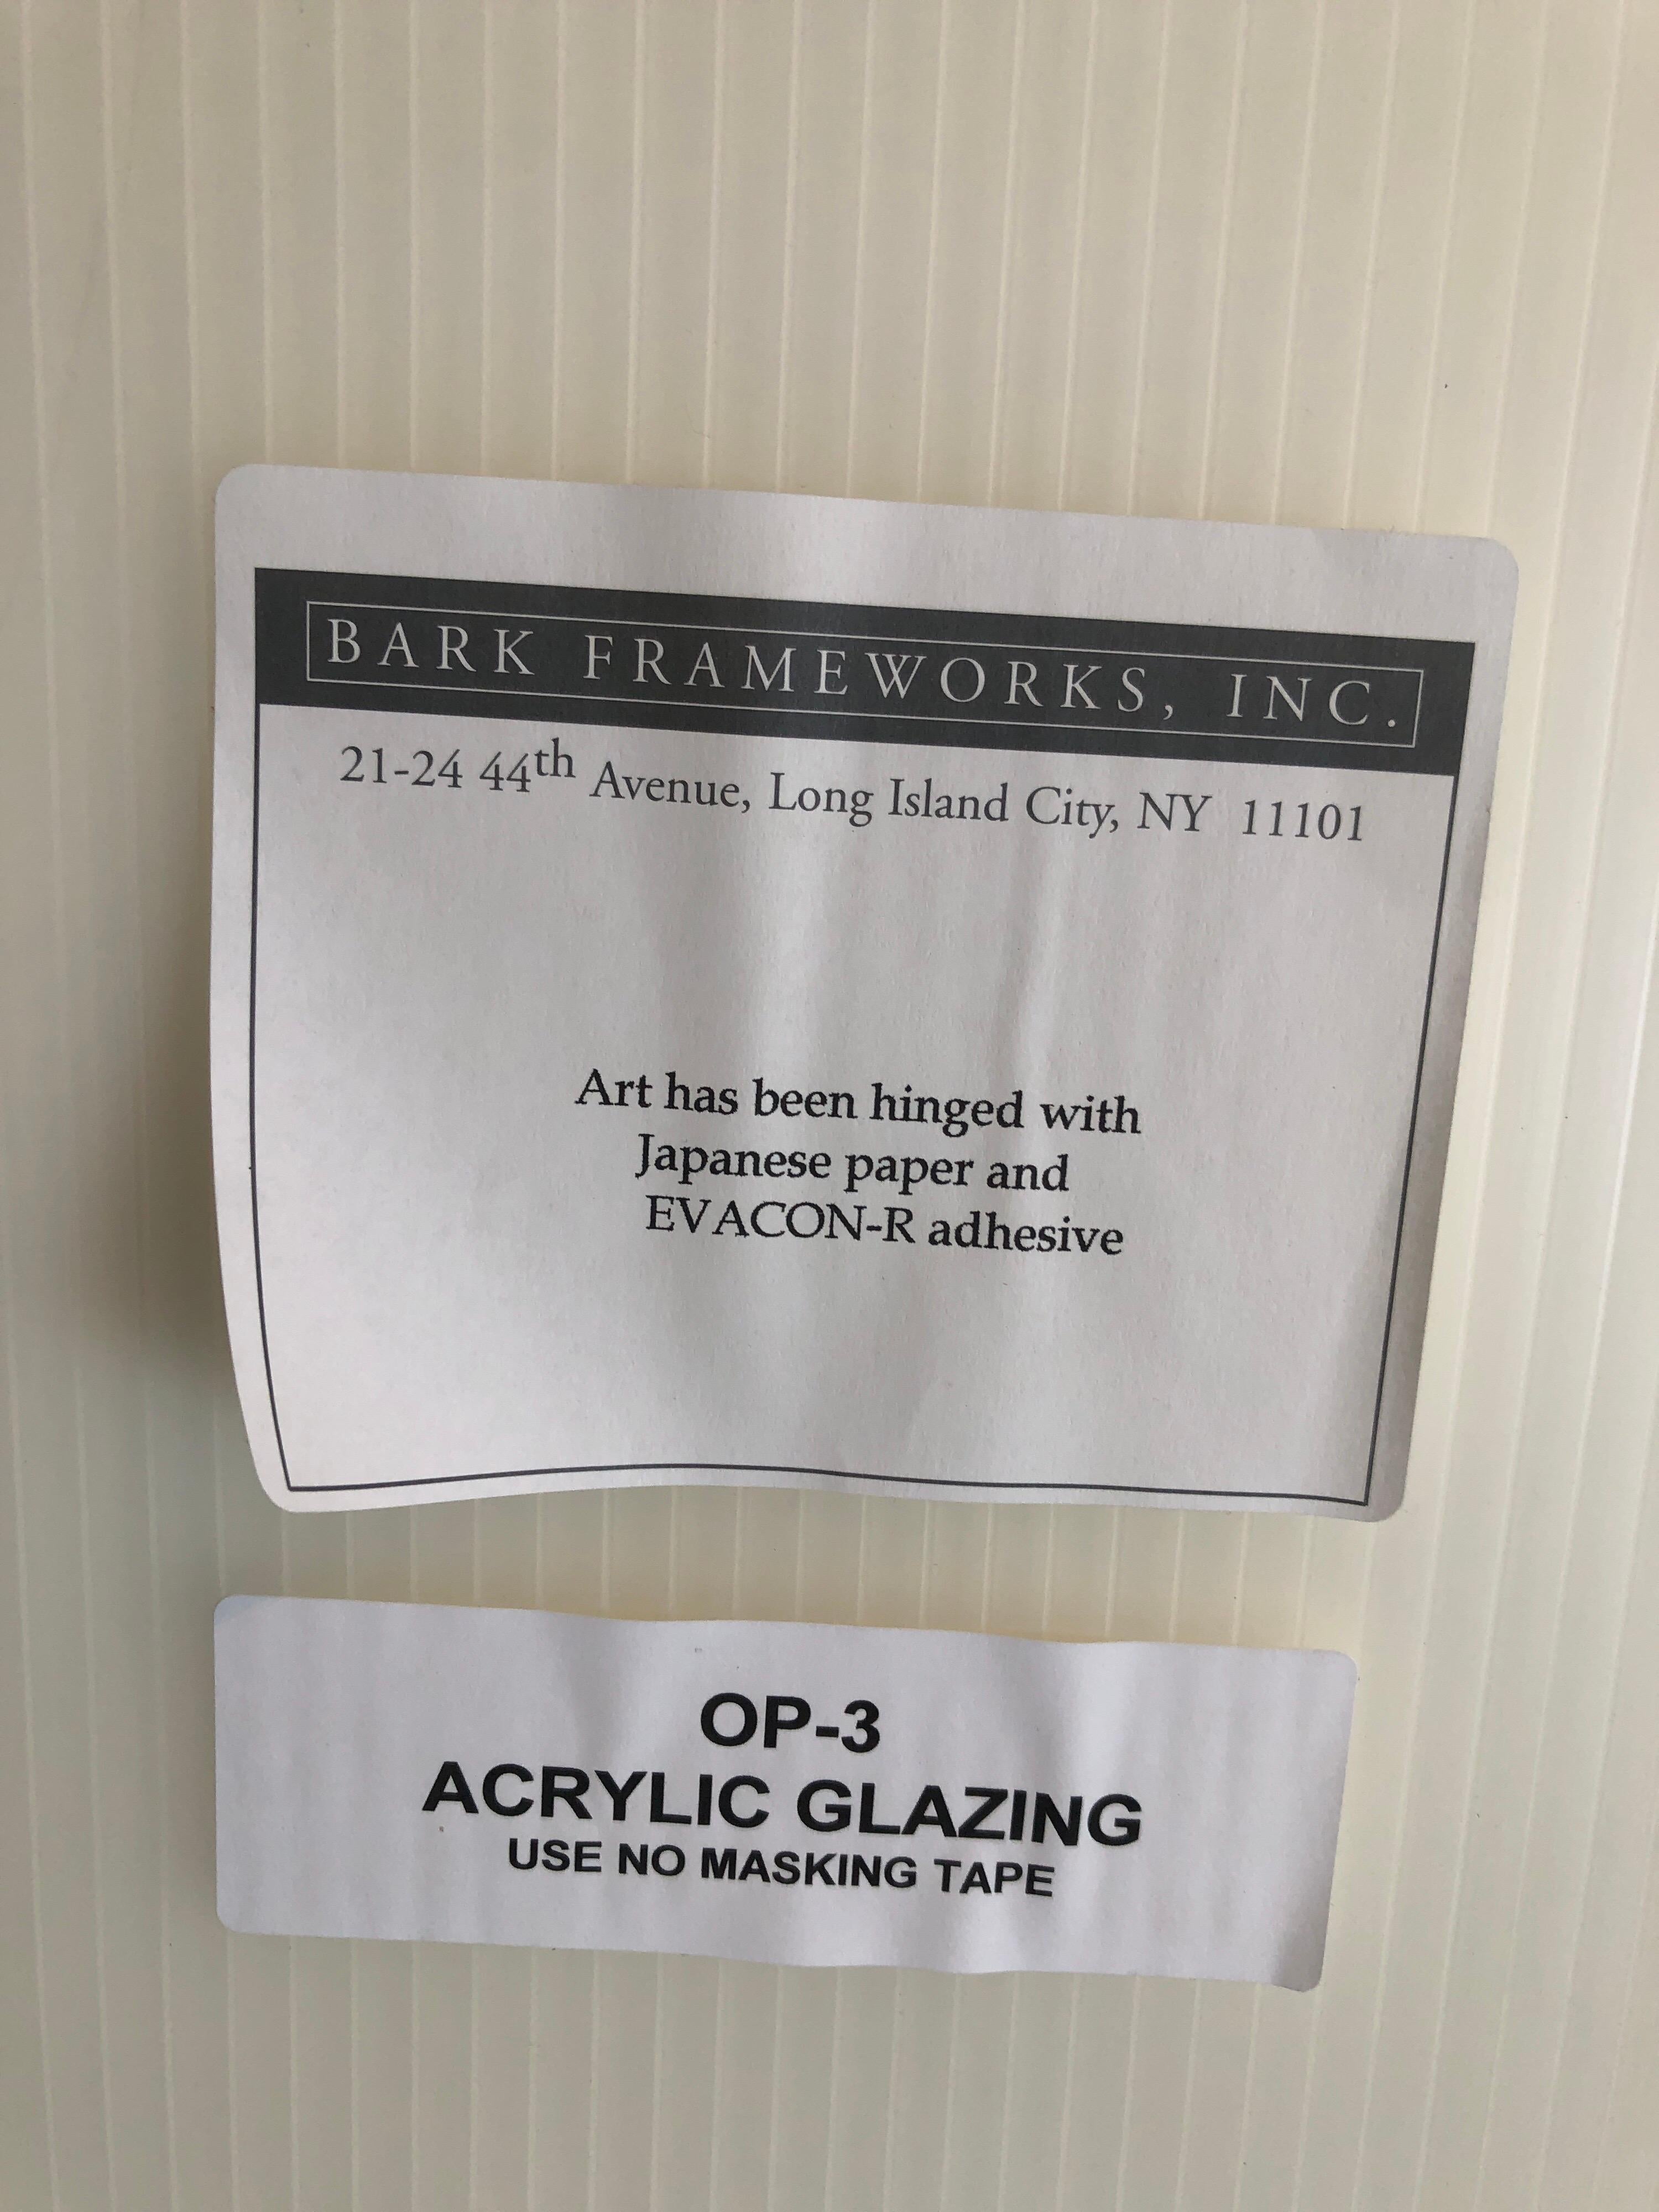 BARK FRAMEWORKS, INC.
21-24 44th Avenue, Long Island City, NY 11101
Art has been hinged with
Japanese paper and
EVACON-R adhesive
OP-3
ACRYLIC GLAZING
USE NO MASKING TAPE